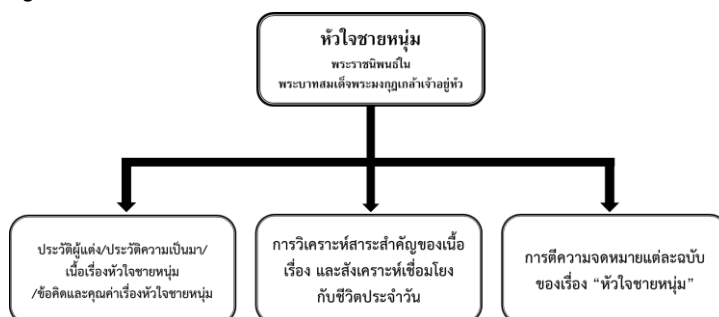 หัวใจชายหนุ่ม
พระราชนิพนธ์ใน
พระบาทสมเด็จพระมงกุฎเกล้าเจ้าอยู่หัว
ประวัติผู้แต่ง/ประวัติความเป็นมา/
เนื้อเรื่องหัวใจชายหนุ่ม
/ข้อคิดและคุณค่าเรื่องหัวใจชายหนุ่ม
การวิเคราะห์สาระสำคัญของเนื้อ
เรื่อง และสังเคราะห์เชื่อมโยง
กับชีวิตประจำวัน
การตีความจดหมายแต่ละฉบับ
ของเรื่อง “หัวใจชายหนุ่ม”